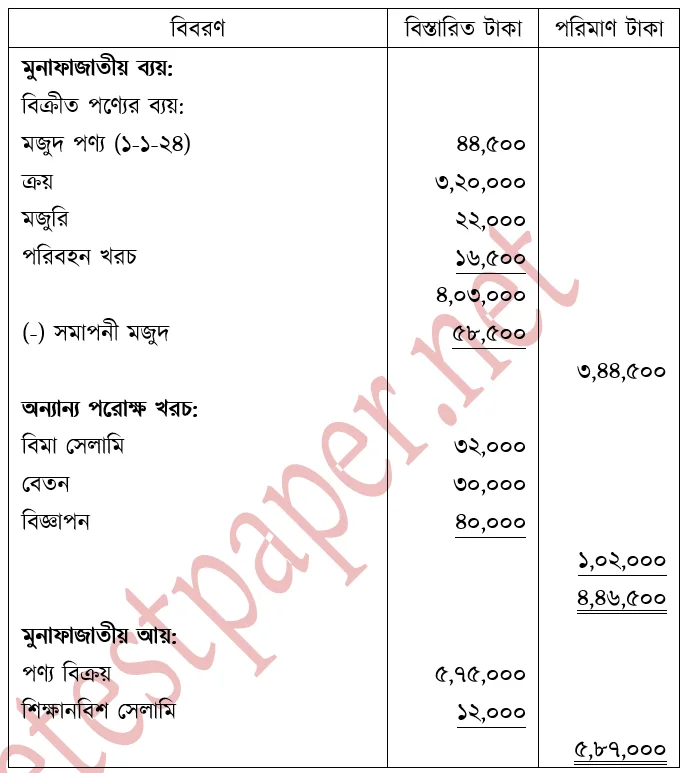 বিবরণ বিস্তারিত টাকা পরিমাণ টাকা
মুনাফাজাতীয় ব্যয়:
বিক্রীত পণ্যের ব্যয়:
মজুদ পণ্য (১-১-২৪) ৪৪,৫০০
ক্রয় ৩,২০,০০০
মজুরি ২২,০০০
পরিবহন খরচ ১৬,৫০০
৪,০৩,০০০
(-) সমাপনী মজুদ ৫৮,৫০০
৩,৪৪,৫০০
অন্যান্য পরোক্ষ খরচ:
বিমা সেলামি ৩২,০০০
বেতন ৩০,০০০
বিজ্ঞাপন ৪০,০০০
১,০২,০০০
৪,৪৬,৫০০
মুনাফাজাতীয় আয়:
পণ্য বিক্রয় ৫,৭৫,০০০
শিক্ষানবিশ সেলামি ১২,০০০
৫,৮৭,০০০
etestpaper.net